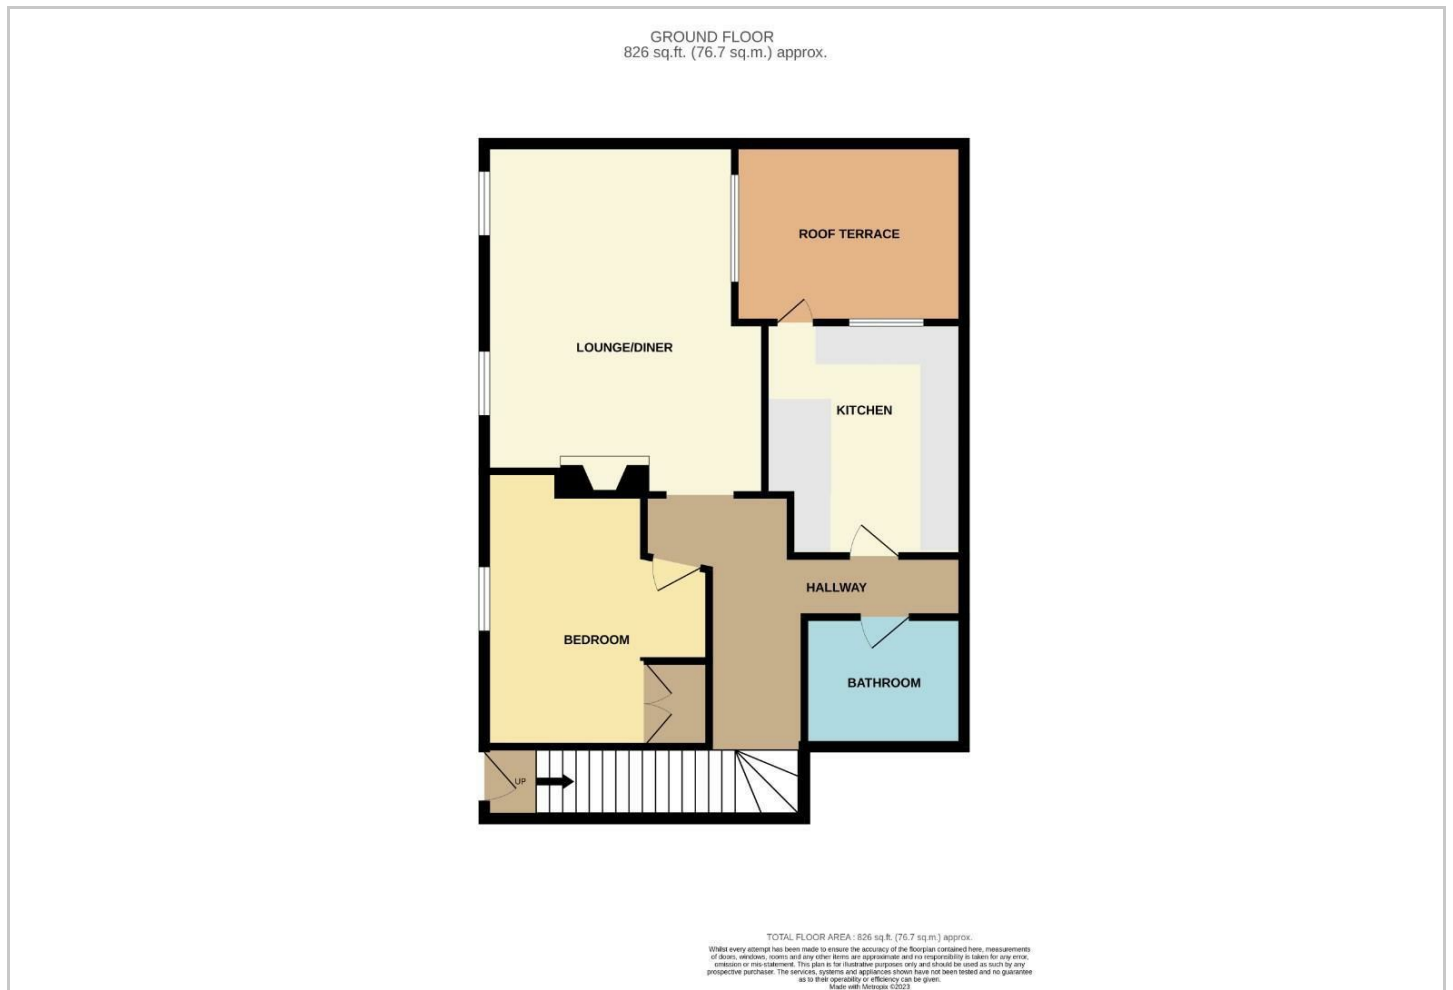 GROUND FLOOR
826 sq.ft. (76.7 sq.m.) approx.
ROOF TERRACE
LOUNGE/DINER
KITCHEN
HALLWAY
BEDROOM
BATHROOM
UP
TOTAL FLOOR AREA : 826 sq.ft. (76.7 sq.m.) approx.
Whilst every attempt has been made to ensure the accuracy of the floorplan contained here, measurements
of doors, windows, rooms and any other items are approximate and no responsibility is taken for any error,
omission or mis-statement. This plan is for illustrative purposes only and should be used as such by any
prospective purchaser. The services, systems and appliances shown have not been tested and no guarantee
as to their operability or efficiency can be given.
Made with Metropix ©2023